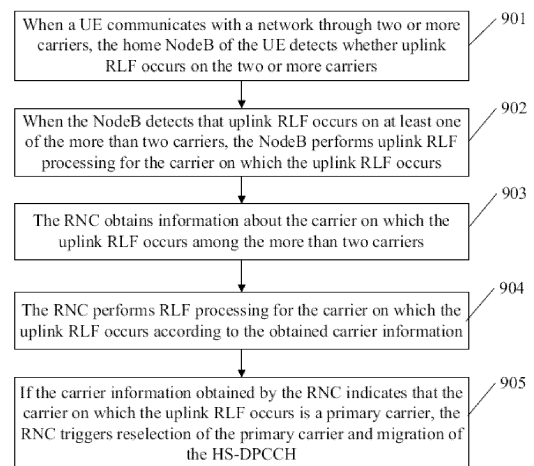 When a UE communicates with a network through two or more
carriers, the home NodeB of the UE detects whether uplink
RLF occurs on the two or more carriers
901
When the NodeB detects that uplink RLF occurs on at least one
of the more than two carriers, the NodeB performs uplink RLF
processing for the carrier on which the uplink RLF occurs
902
The RNC obtains information about the carrier on which the
uplink RLF occurs among the more than two carriers
903
The RNC performs RLF processing for the carrier on which the
uplink RLF occurs according to the obtained carrier information
904
If the carrier information obtained by the RNC indicates that the
carrier on which the uplink RLF occurs is a primary carrier, the
RNC triggers reselection of the primary carrier and migration of
the HS-DPCCH
905